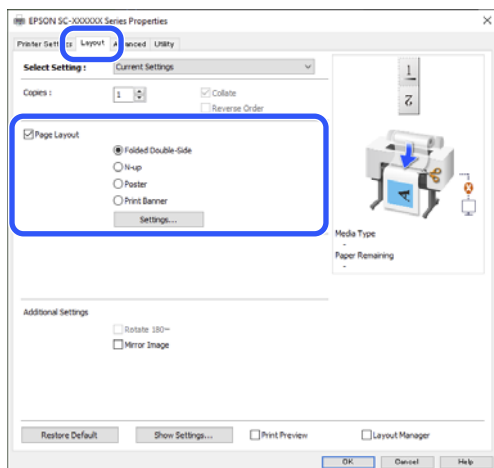 EPSON SC-XXXXXX Series Properties
Printer Settings Layout Advanced Utility
Select Setting : Current Settings
Copies : 1 Collate
Reverse Order
Page Layout
Folded Double-Side
N-up
Poster
Print Banner
Settings...
1
2
A
Media Type
-
Paper Remaining
-
Additional Settings
Rotate 180°
Mirror Image
Restore Default Show Settings... Print Preview Layout Manager
OK Cancel Help